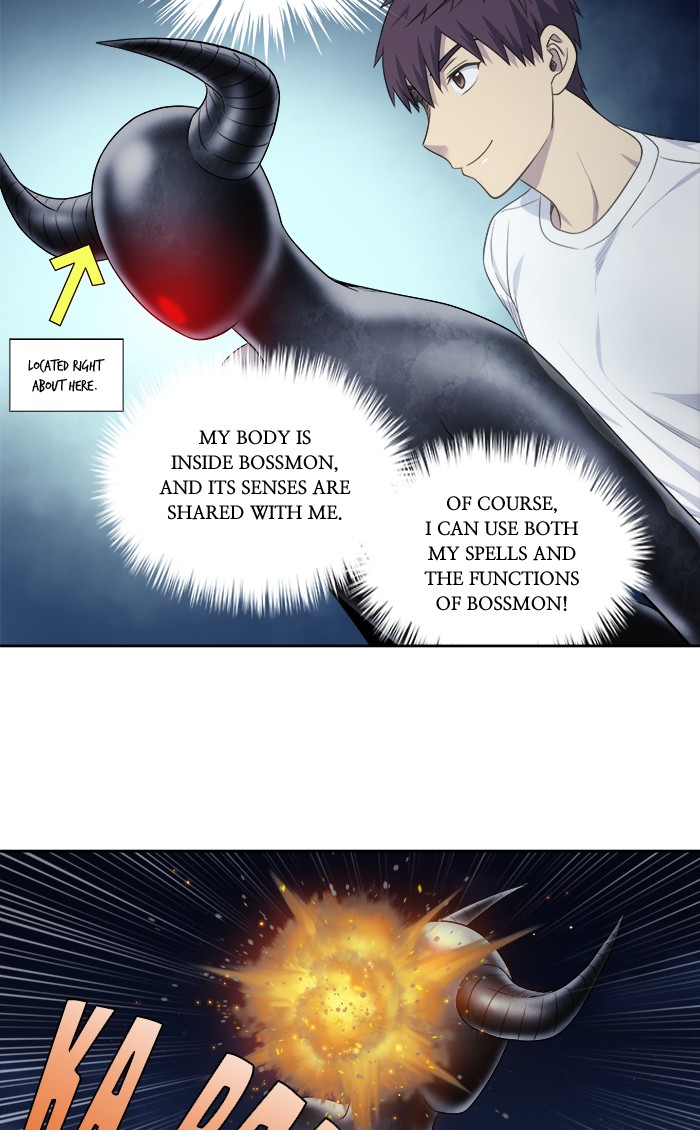 LOCATED RIGHT
ABOUT HERE.
MY BODY IS
INSIDE BOSSMON,
AND ITS SENSES ARE
SHARED WITH ME.
OF COURSE,
I CAN USE BOTH
MY SPELLS AND
THE FUNCTIONS
OF BOSSMON!
KA